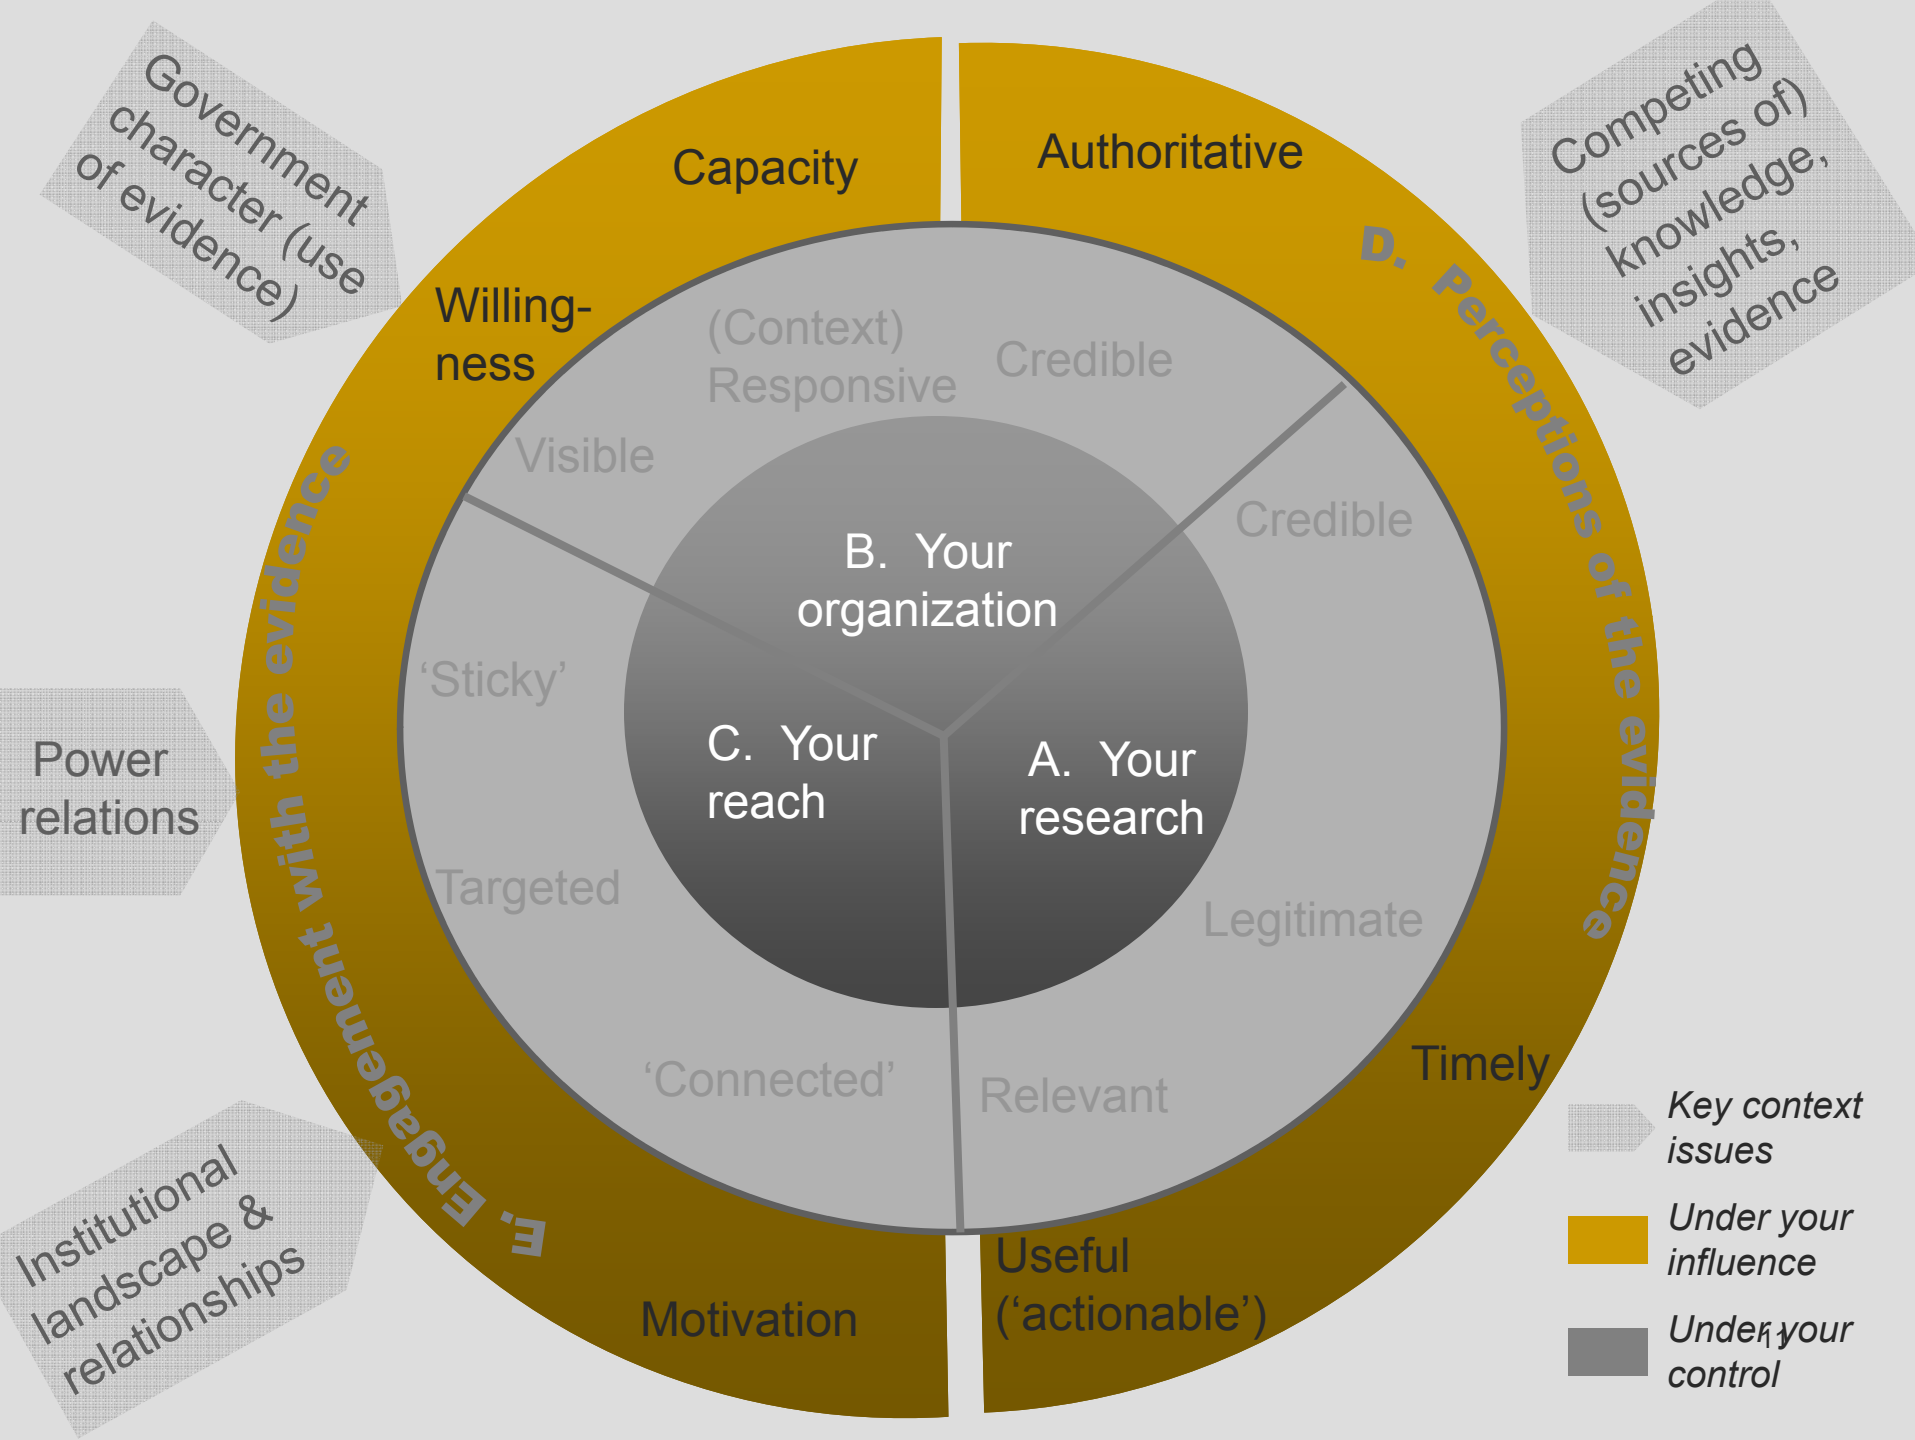 Government
character (use
of evidence)
Competing
(sources of)
knowledge,
insights,
evidence
Capacity
Authoritative
Willing-
ness
D. Perceptions of the evidence
(Context)
Responsive
Credible
Visible
Credible
B. Your
organization
'Sticky'
C. Your
reach
A. Your
research
Power
relations
Targeted
Legitimate
'Connected'
Relevant
Timely
E. Engagement with the evidence
Institutional
landscape &
relationships
Motivation
Useful
('actionable')
Key context
issues
Under your
influence
Under your
control
11